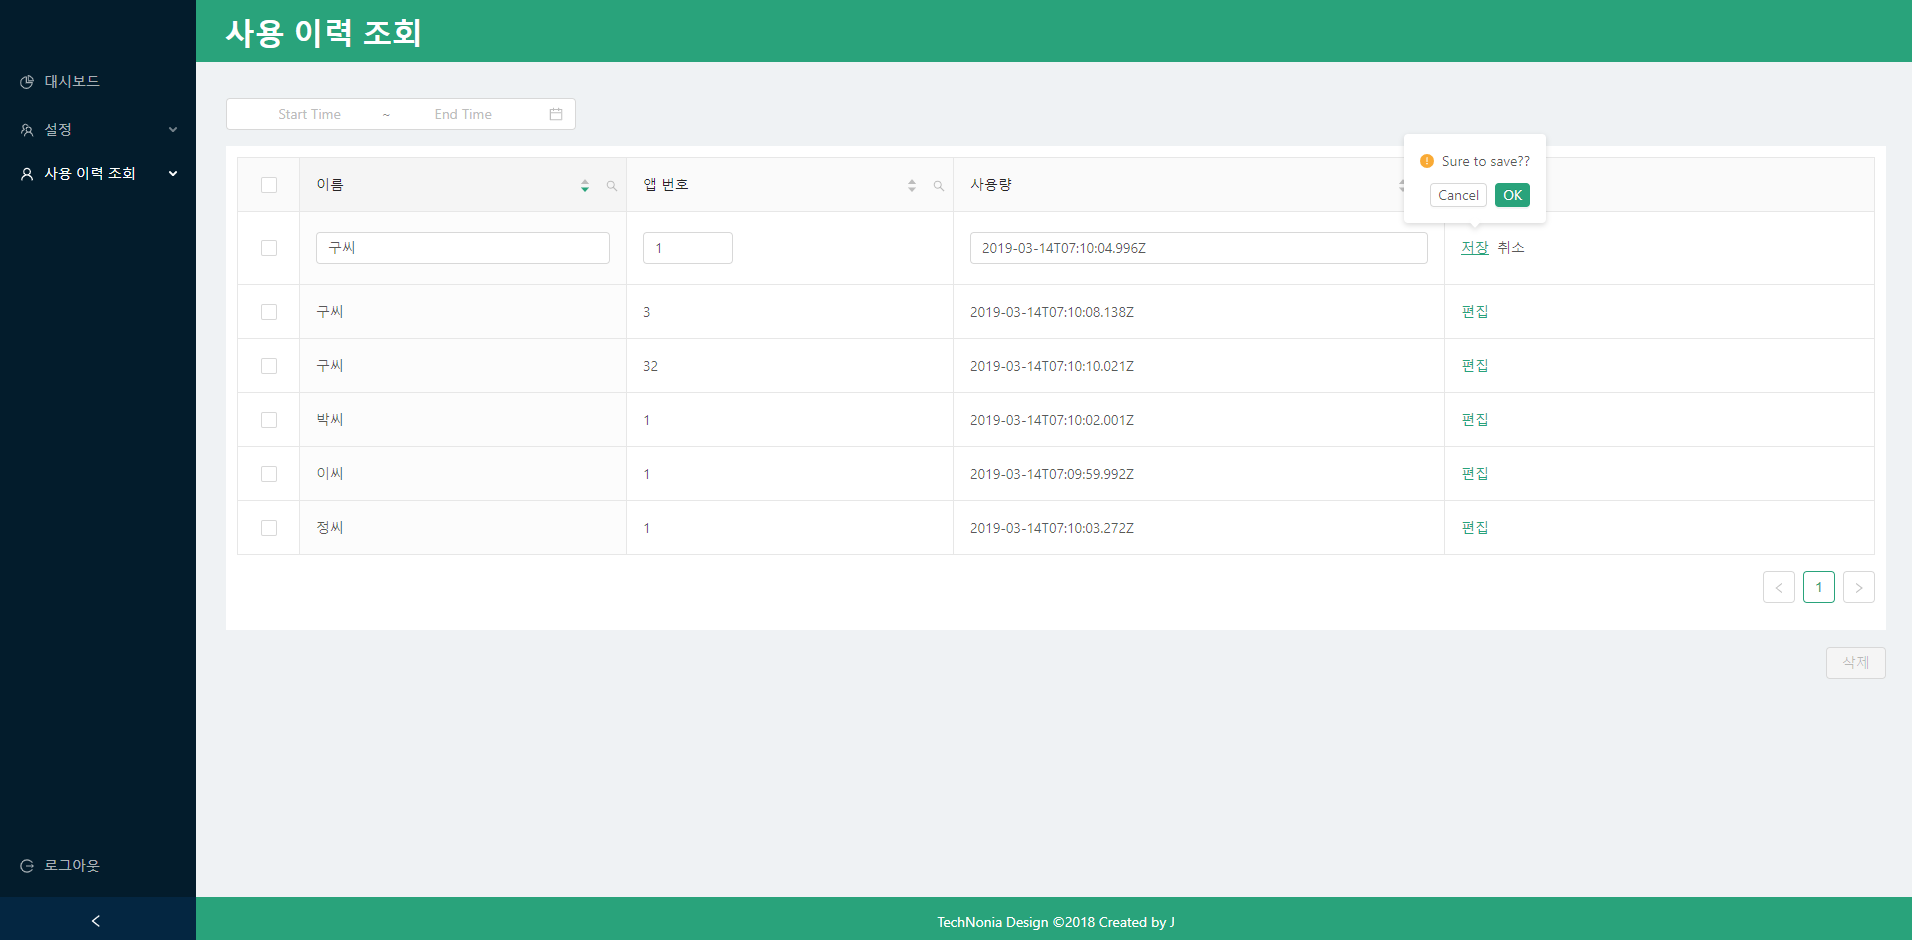 사용 이력 조회
대시보드
설정
사용 이력 조회
로그아웃
Start Time ~ End Time
Sure to save??
Cancel OK
이름 앱 번호 사용량
구씨 1 2019-03-14T07:10:04.996Z 저장 취소
구씨 3 2019-03-14T07:10:08.138Z 편집
구씨 32 2019-03-14T07:10:10.021Z 편집
박씨 1 2019-03-14T07:10:02.001Z 편집
이씨 1 2019-03-14T07:09:59.992Z 편집
정씨 1 2019-03-14T07:10:03.272Z 편집
< 1 >
삭제
TechNonia Design ©2018 Created by J